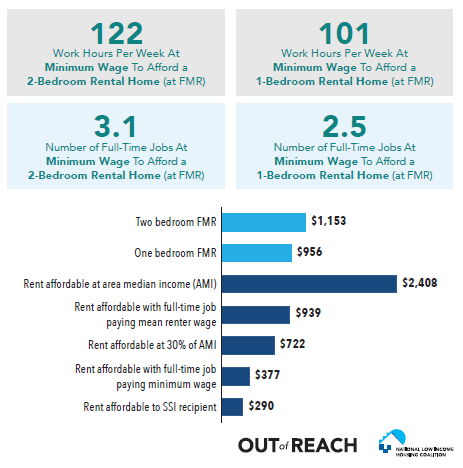 122
Work Hours Per Week At
Minimum Wage To Afford a
2-Bedroom Rental Home (at FMR)
101
Work Hours Per Week At
Minimum Wage To Afford a
1-Bedroom Rental Home (at FMR)
3.1
Number of Full-Time Jobs At
Minimum Wage To Afford a
2-Bedroom Rental Home (at FMR)
2.5
Number of Full-Time Jobs At
Minimum Wage To Afford a
1-Bedroom Rental Home (at FMR)
Two bedroom FMR $1,153
One bedroom FMR $956
Rent affordable at area median income (AMI) $2,408
Rent affordable with full-time job
paying mean renter wage $939
Rent affordable at 30% of AMI $722
Rent affordable with full-time job
paying minimum wage $377
Rent affordable to SSI recipient $290
OUT of REACH
NATIONAL LOW INCOME
HOUSING COALITION